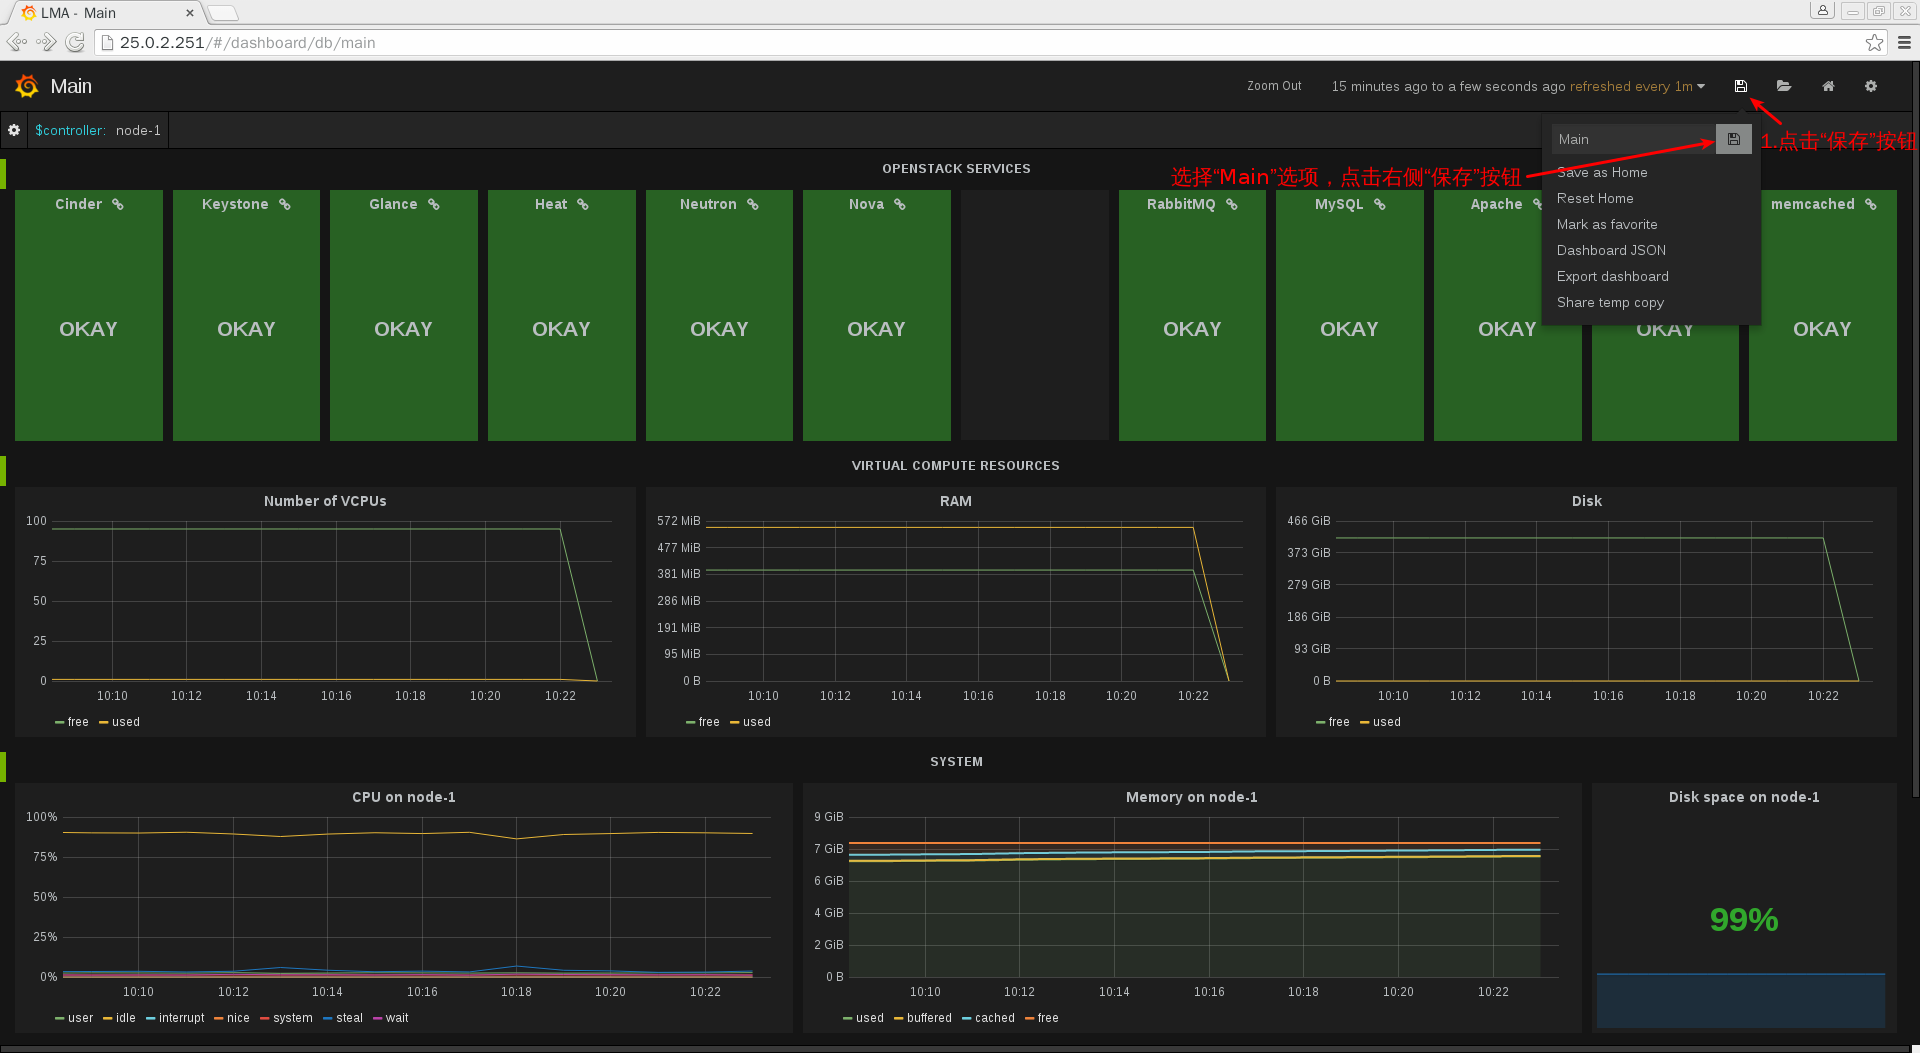 LMA - Main
25.0.2.251/#/dashboard/db/main
Main
Zoom Out
15 minutes ago to a few seconds ago refreshed every 1m
$controller: node-1
Main
1.点击“保存”按钮
选择“Main”选项，点击右侧“保存”按钮
Save as Home
Reset Home
Mark as favorite
Dashboard JSON
Export dashboard
Share temp copy
OPENSTACK SERVICES
Cinder Keystone Glance Heat Neutron Nova RabbitMQ MySQL Apache memcached
OKAY OKAY OKAY OKAY OKAY OKAY OKAY OKAY OKAY OKAY OKAY
VIRTUAL COMPUTE RESOURCES
Number of VCPUs
100
75
50
25
0
10:10 10:12 10:14 10:16 10:18 10:20 10:22
free used
RAM
572 MiB
477 MiB
381 MiB
286 MiB
191 MiB
95 MiB
0 B
10:10 10:12 10:14 10:16 10:18 10:20 10:22
free used
Disk
466 GiB
373 GiB
279 GiB
186 GiB
93 GiB
0 B
10:10 10:12 10:14 10:16 10:18 10:20 10:22
free used
SYSTEM
CPU on node-1
100%
75%
50%
25%
0%
10:10 10:12 10:14 10:16 10:18 10:20 10:22
user idle interrupt nice system steal wait
Memory on node-1
9 GiB
7 GiB
6 GiB
4 GiB
2 GiB
0 B
10:10 10:12 10:14 10:16 10:18 10:20 10:22
used buffered cached free
Disk space on node-1
99%